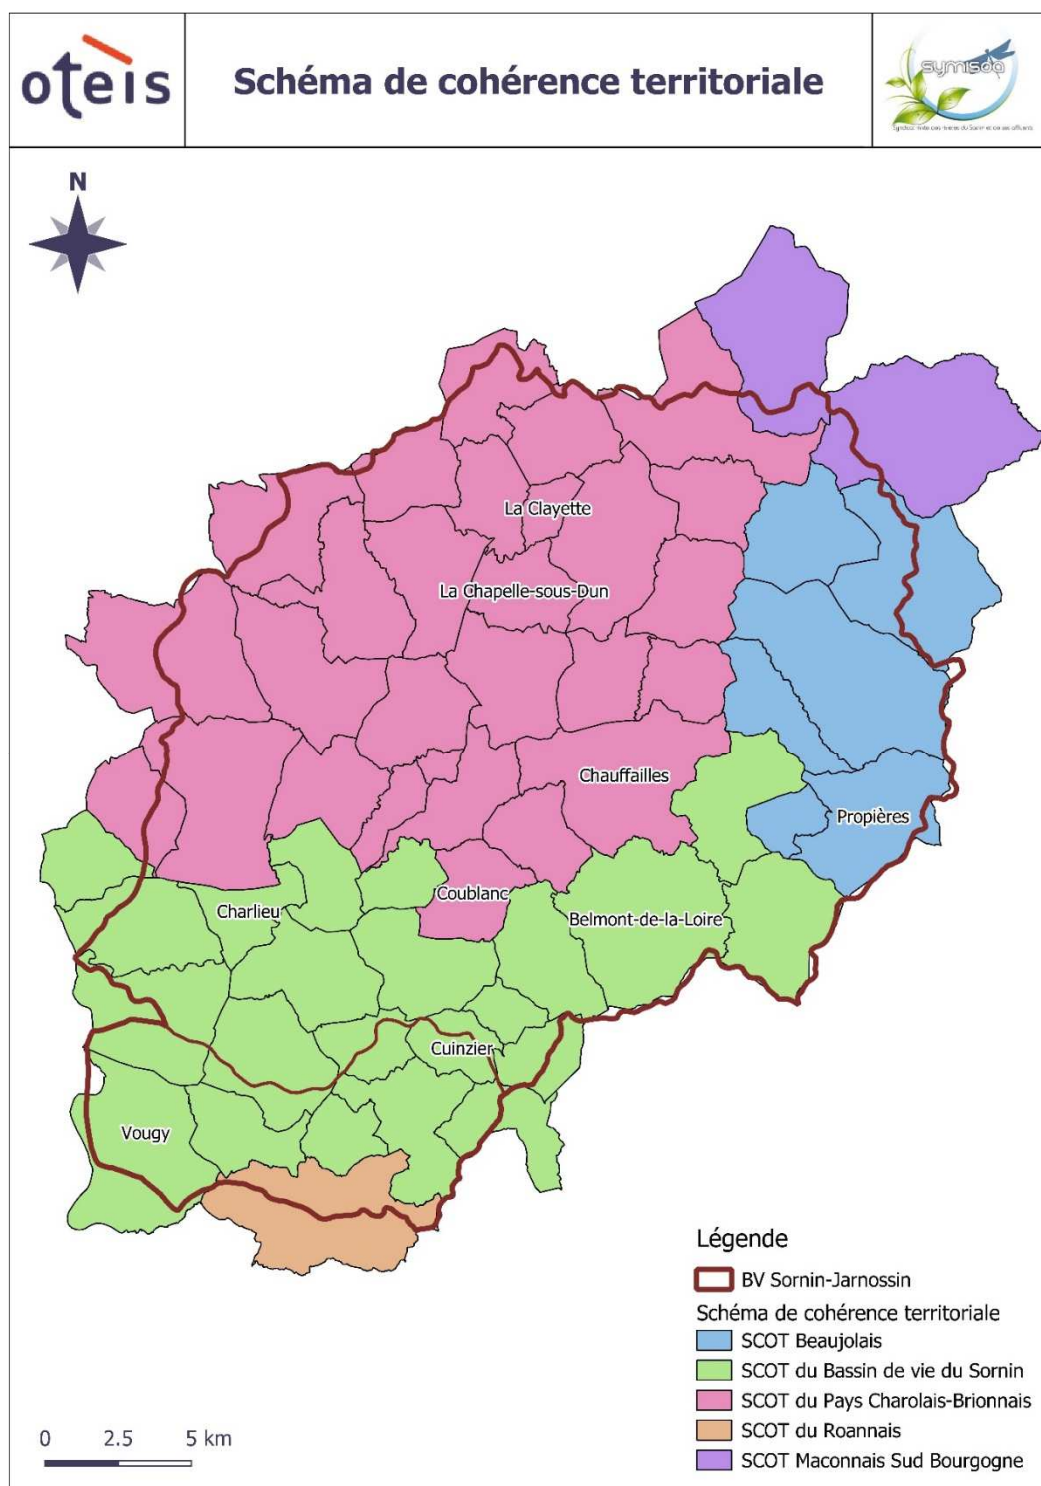 oteis
Schéma de cohérence territoriale
symisoa
N
La Clayette
La Chapelle-sous-Dun
Chauffailles
Propières
Coublanc
Charlieu
Belmont-de-la-Loire
Cuinzier
Vougy
Légende
BV Sornin-Jarnossin
Schéma de cohérence territoriale
SCOT Beaujolais
SCOT du Bassin de vie du Sornin
SCOT du Pays Charolais-Brionnais
SCOT du Roannais
SCOT Maconnais Sud Bourgogne
0 2.5 5 km